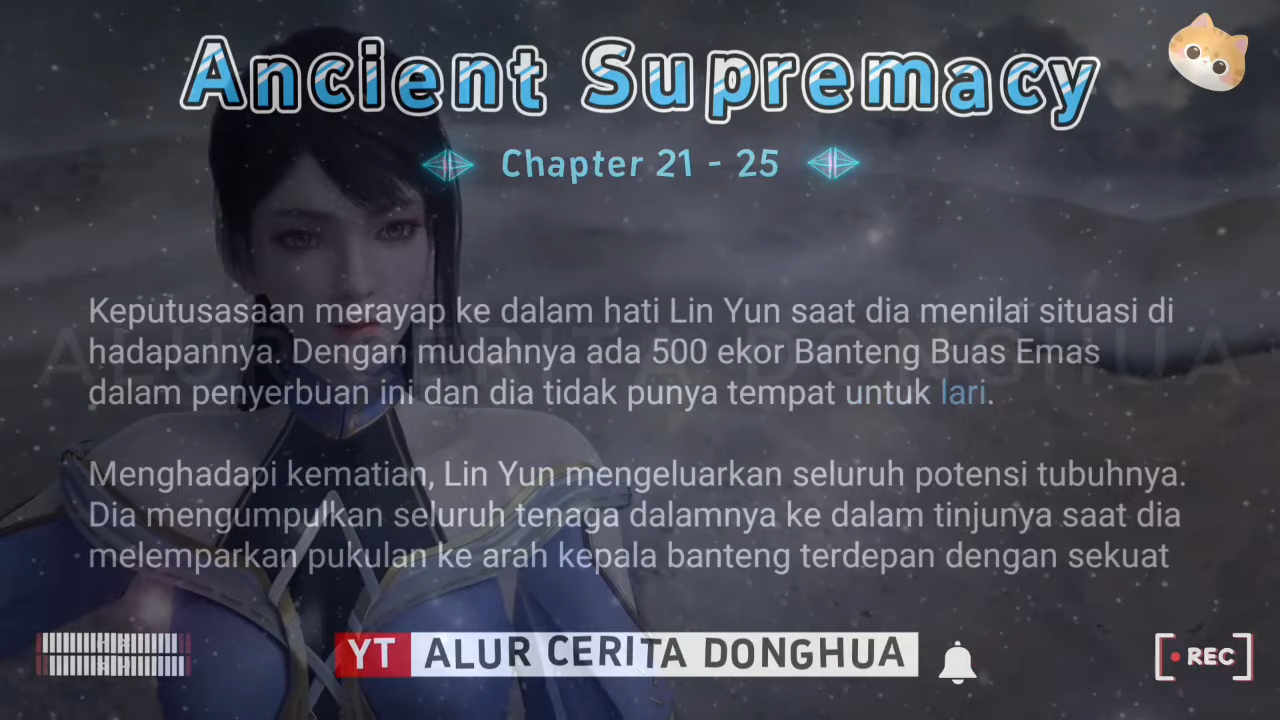 Ancient Supremacy
Chapter 21 - 25
Keputusasaan merayap ke dalam hati Lin Yun saat dia menilai situasi di
hadapannya. Dengan mudahnya ada 500 ekor Banteng Buas Emas
dalam penyerbuan ini dan dia tidak punya tempat untuk lari.
Menghadapi kematian, Lin Yun mengeluarkan seluruh potensi tubuhnya.
Dia mengumpulkan seluruh tenaga dalamnya ke dalam tinjunya saat dia
melemparkan pukulan ke arah kepala banteng terdepan dengan sekuat
ALUR CERITA DONGHUA
YT ALUR CERITA DONGHUA
REC